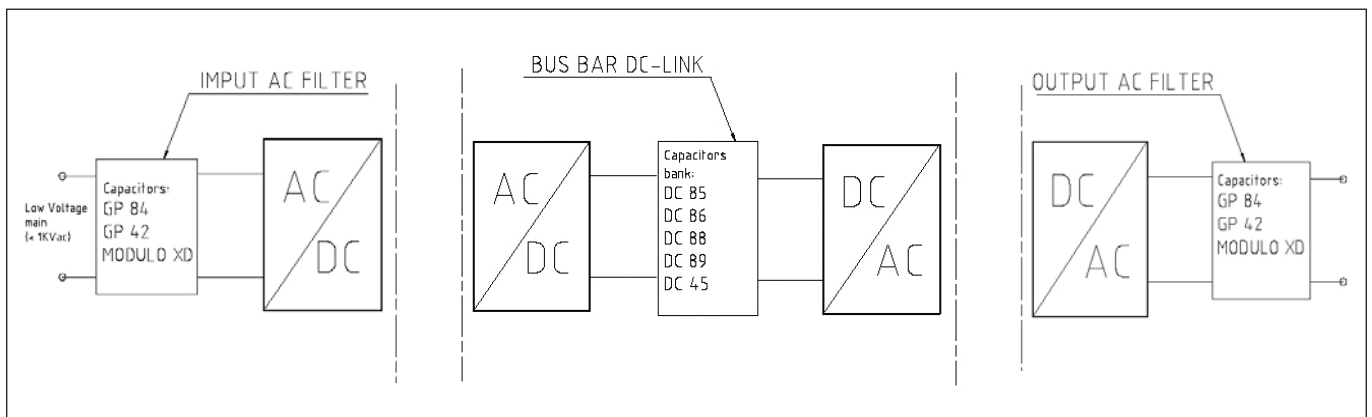 IMPUT AC FILTER
Low Voltage
main
(< 1KVac)
Capacitors:
GP 84
GP 42
MODULO XD
AC
DC
BUS BAR DC-LINK
AC
DC
Capacitors
bank:
DC 85
DC 86
DC 88
DC 89
DC 45
DC
AC
OUTPUT AC FILTER
DC
AC
Capacitors:
GP 84
GP 42
MODULO XD